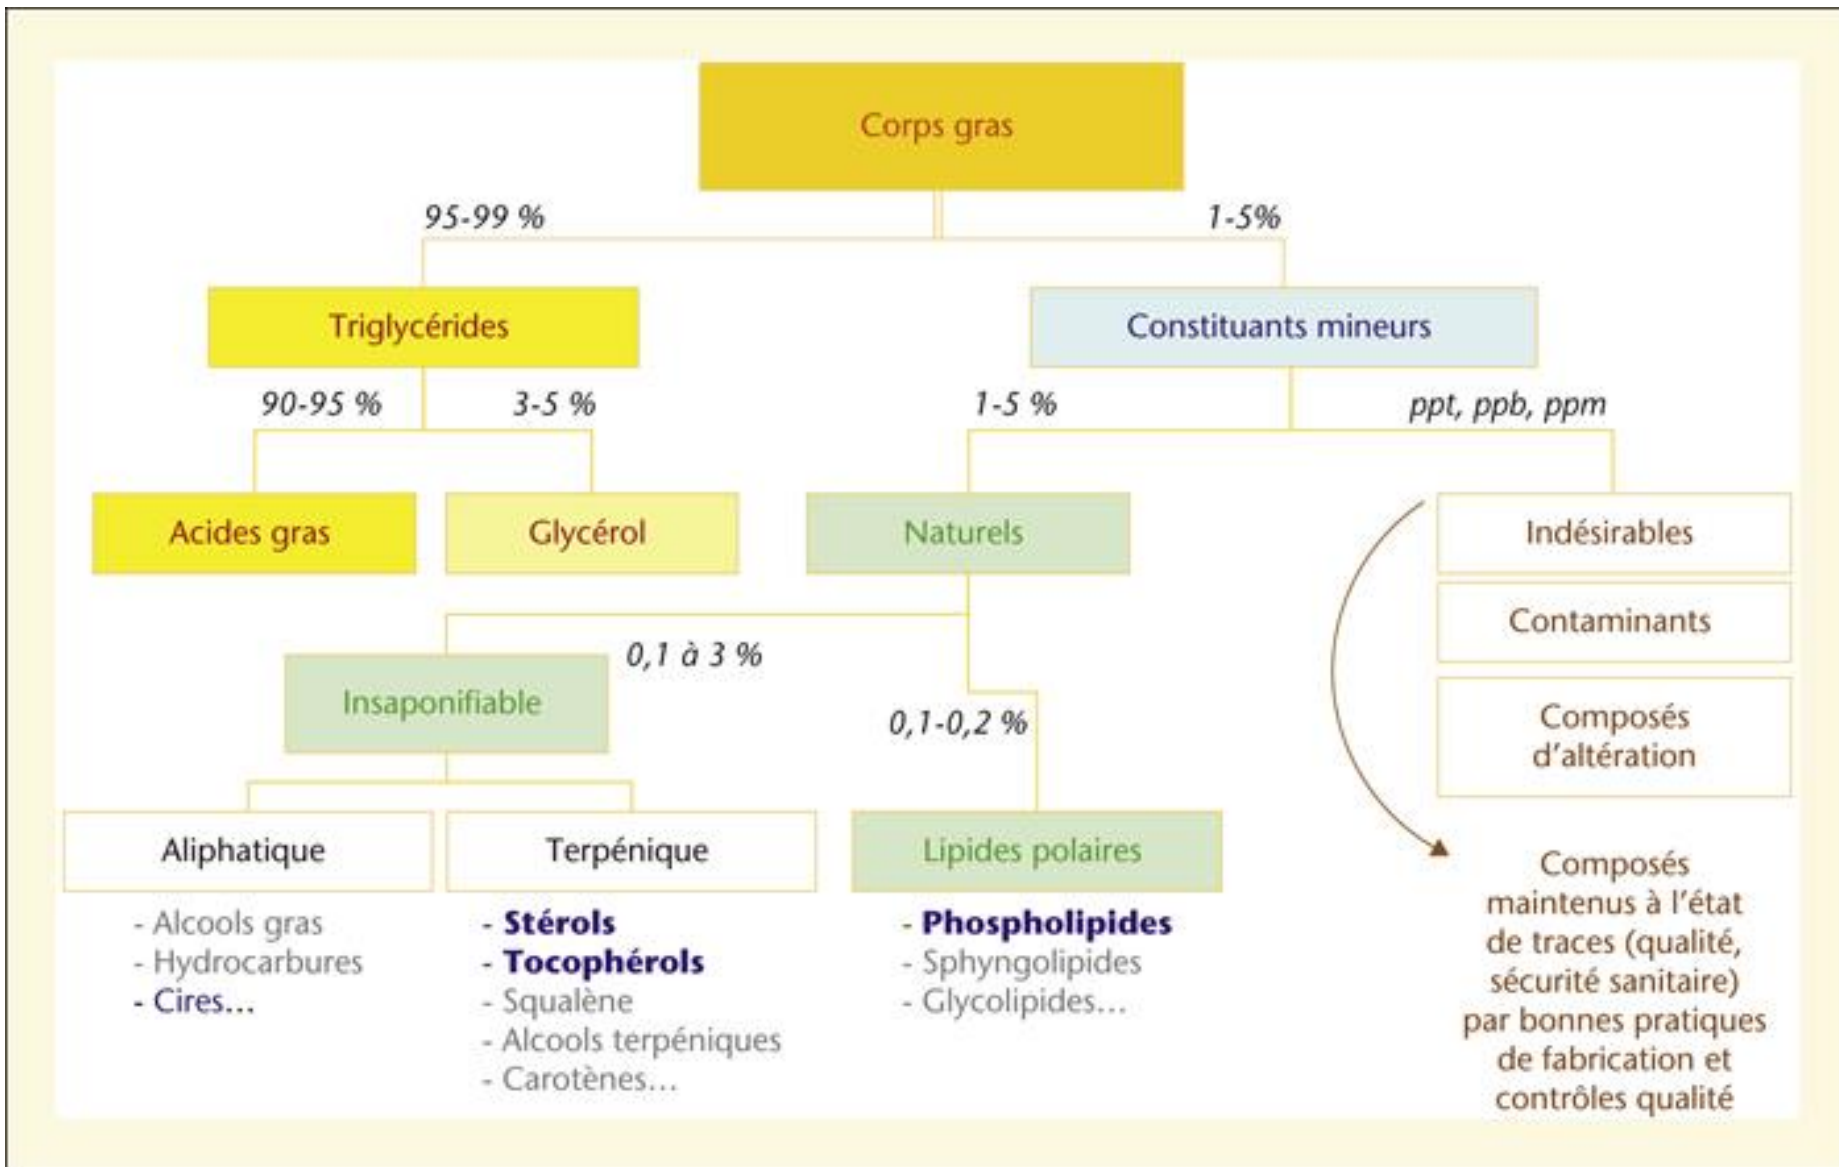 Corps gras
95-99 %
1-5%
Triglycérides
Constituants mineurs
90-95 %
3-5 %
1-5 %
ppt, ppb, ppm
Acides gras
Glycérol
Naturels
Indésirables
Contaminants
Composés
d’altération
0,1 à 3 %
Insaponifiable
0,1-0,2 %
Aliphatique
- Alcools gras
- Hydrocarbures
- Cires…
Terpénique
- Stérols
- Tocophérols
- Squalène
- Alcools terpéniques
- Carotènes…
Lipides polaires
- Phospholipides
- Sphyngolipides
- Glycolipides…
Composés
maintenus à l’état
de traces (qualité,
sécurité sanitaire)
par bonnes pratiques
de fabrication et
contrôles qualité